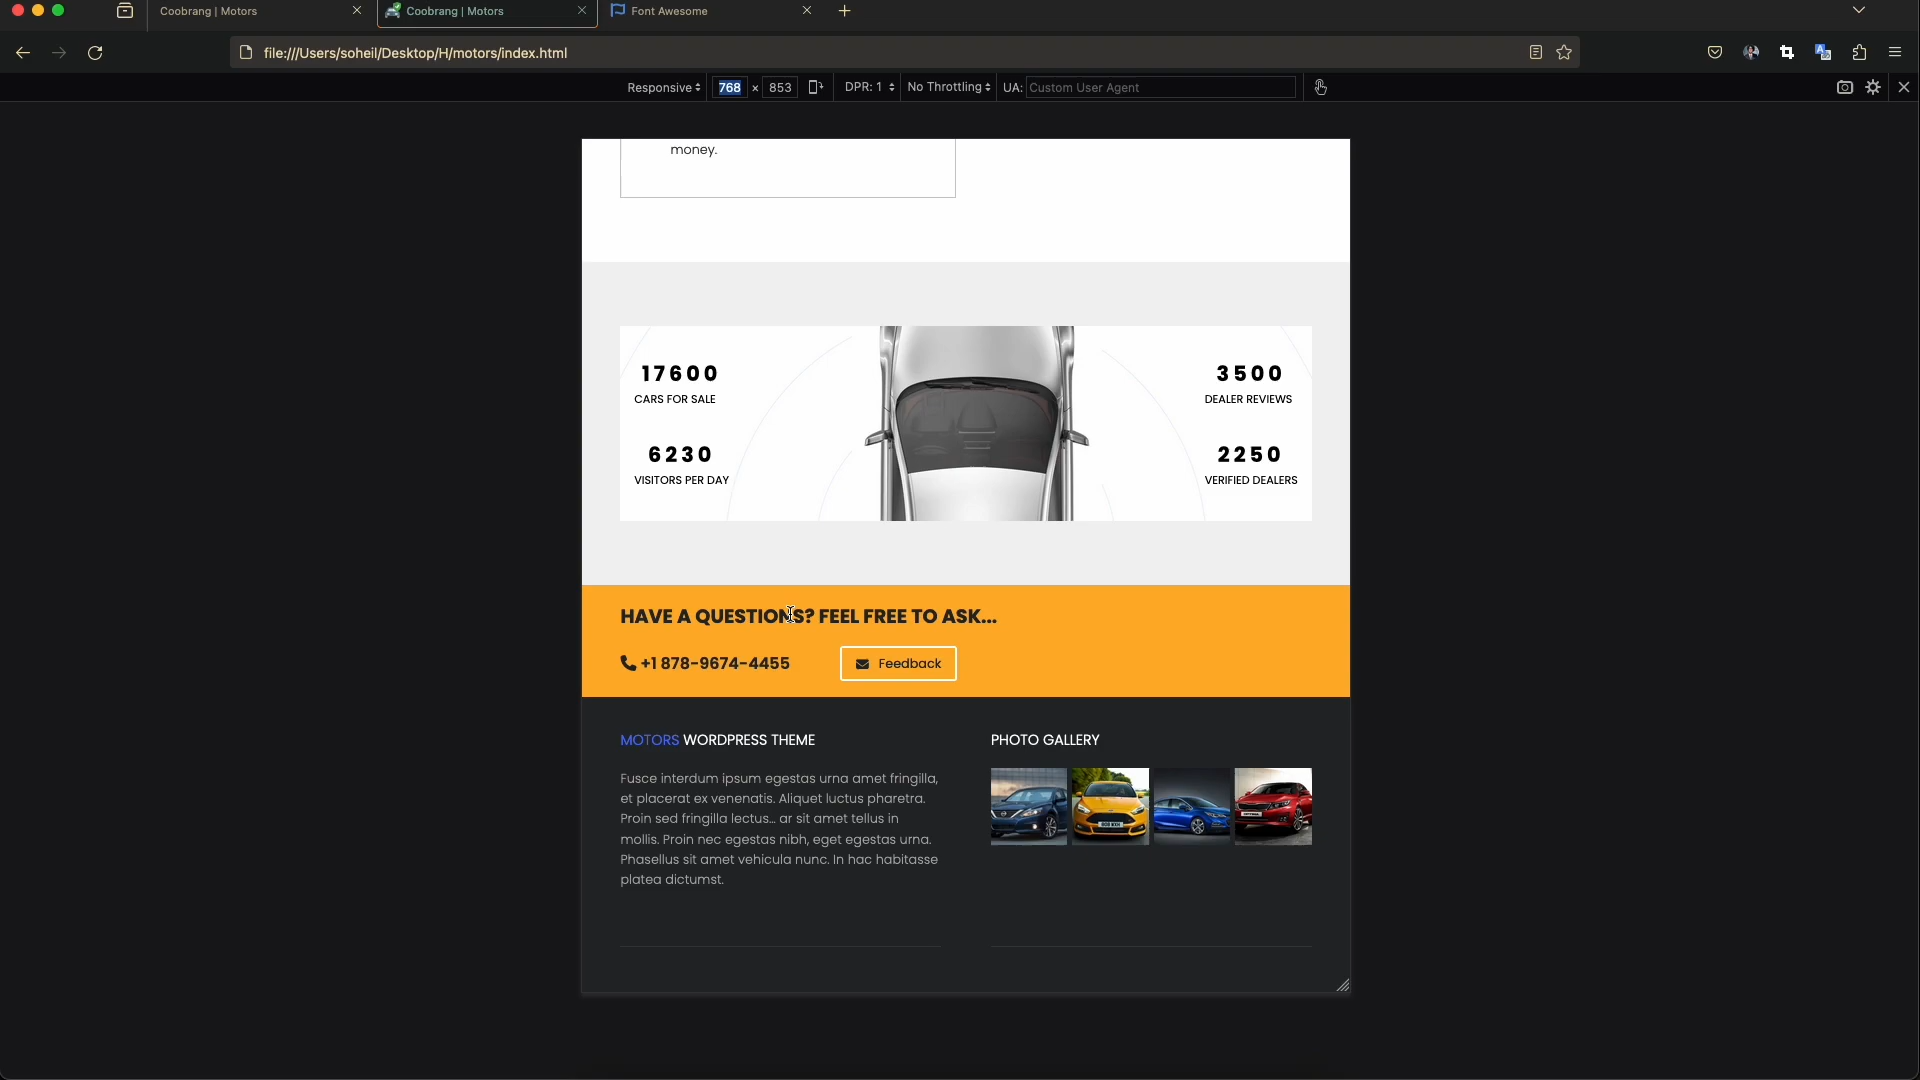 Coobrang | Motors
Coobrang | Motors
Font Awesome
file:///Users/soheil/Desktop/H/motors/index.html
Responsive 768 × 853 DPR: 1 No Throttling UA: Custom User Agent
money.
17600
CARS FOR SALE
6230
VISITORS PER DAY
3500
DEALER REVIEWS
2250
VERIFIED DEALERS
HAVE A QUESTIONS? FEEL FREE TO ASK...
+1 878-9674-4455
Feedback
MOTORS WORDPRESS THEME
Fusce interdum ipsum egestas urna amet fringilla,
et placerat ex venenatis. Aliquet luctus pharetra.
Proin sed fringilla lectus... ar sit amet tellus in
mollis. Proin nec egestas nibh, eget egestas urna.
Phasellus sit amet vehicula nunc. In hac habitasse
platea dictumst.
PHOTO GALLERY